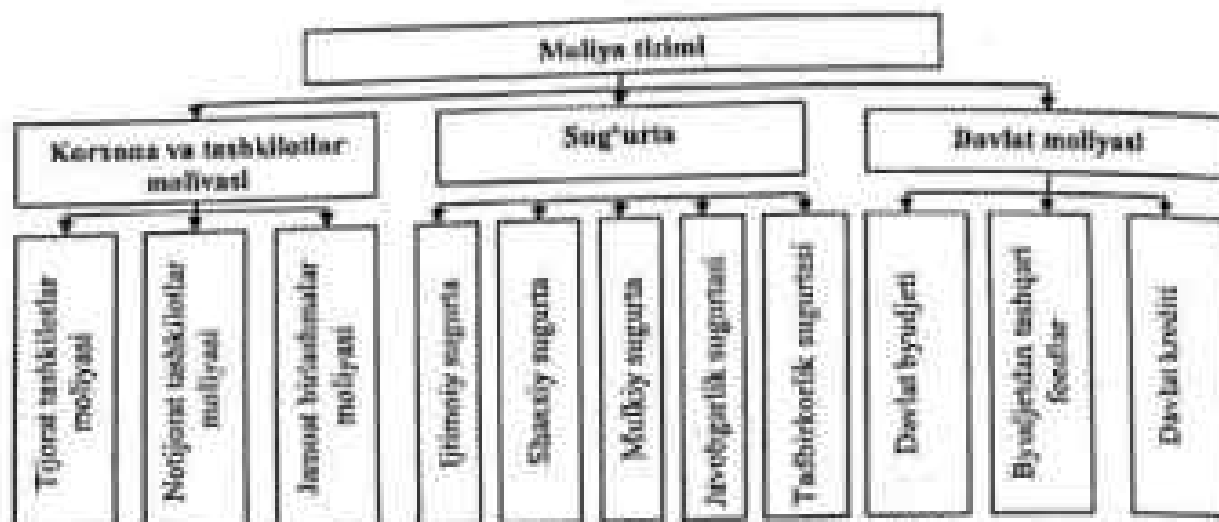 Moliya tizimi
Korxona va tashkilotlar
moliyasi
Sug'urta
Davlat moliyasi
Tijorat tashkilotlar
moliyasi
Notijorat tashkilotlar
moliyasi
Jamoat birlashmalar
moliyasi
Ijtimoiy sugurta
Shaxsiy sugurta
Mulkiy sugurta
Javobgarlik sugurtasi
Tadbirkorlik sugurtasi
Davlat byudjeti
Byudjetdan tashqari
fondlar
Davlat krediti